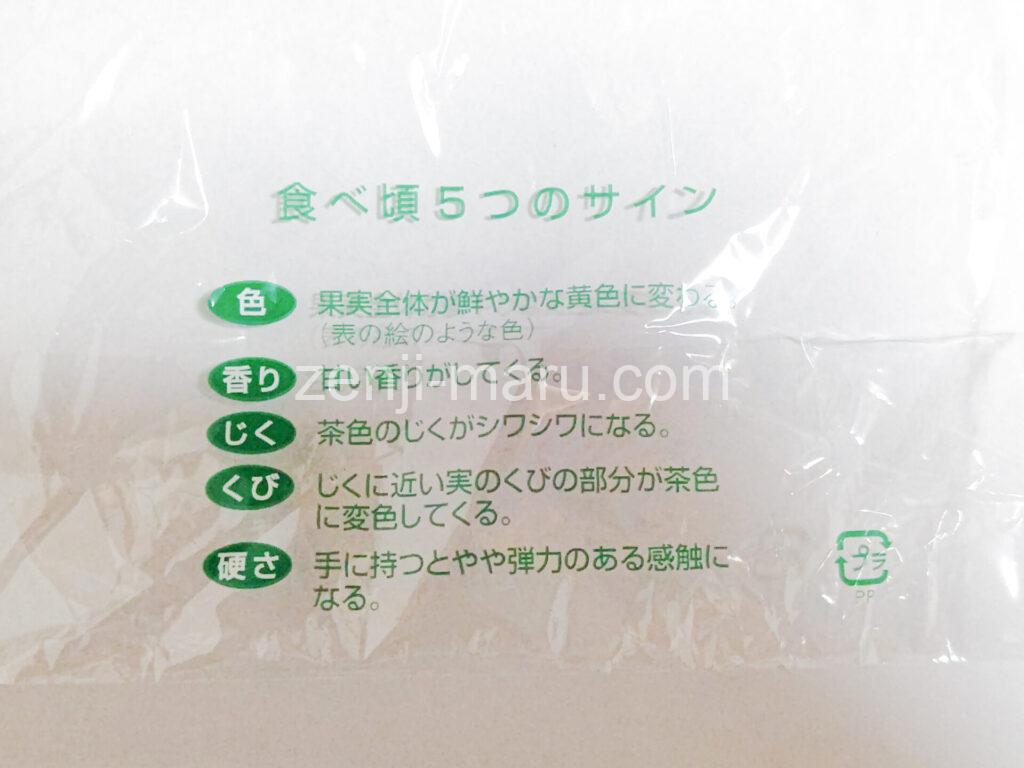 食べ頃5つのサイン
色 果実全体が鮮やかな黄色に変わる。
(表の絵のような色)
香り 甘い香りがしてくる。
zenji-maru.com
じく 茶色のじくがシワシワになる。
くび じくに近い実のくびの部分が茶色
に変色してくる。
硬さ 手に持つとやや弾力のある感触に
なる。
プラ
PP